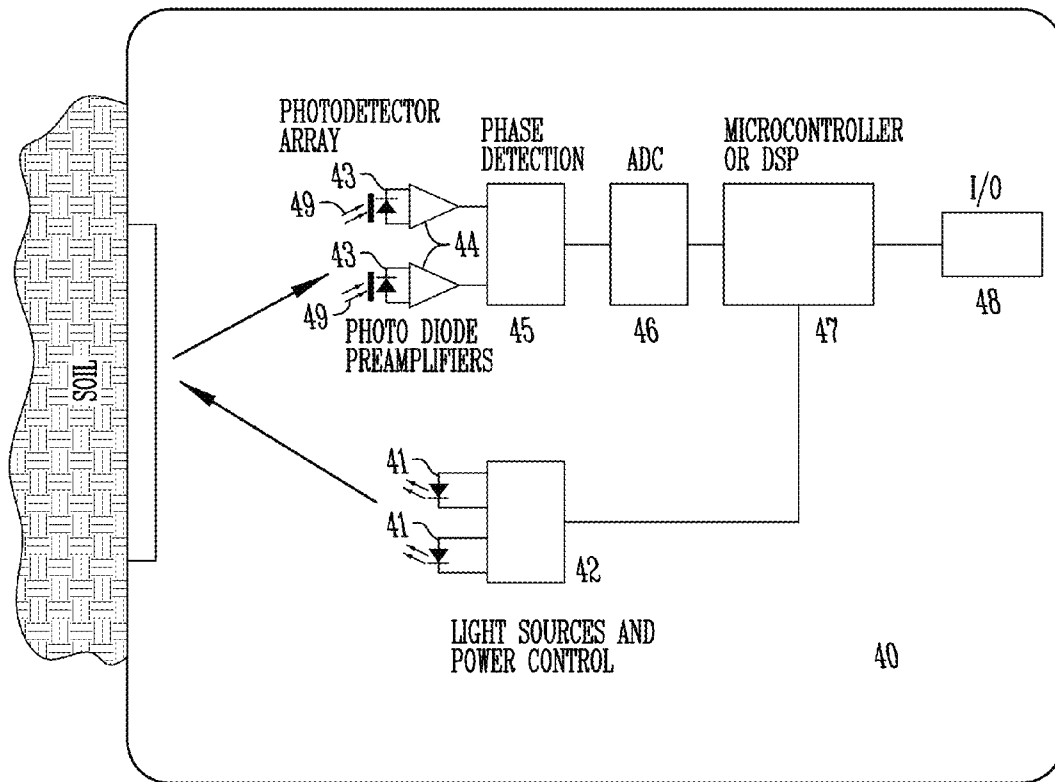 PHOTODETECTOR
ARRAY
PHASE
DETECTION
ADC
MICROCONTROLLER
OR DSP
I/O
43
49
44
43
49
PHOTO DIODE
PREAMPLIFIERS
45
46
47
48
SOIL
41
41
42
LIGHT SOURCES AND
POWER CONTROL
40